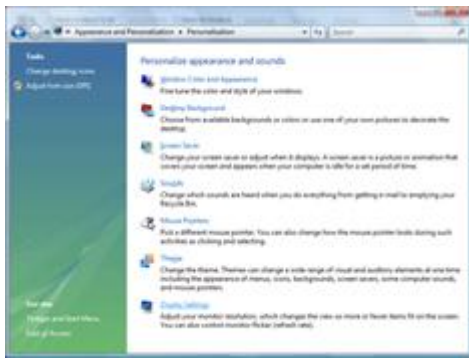 Appearance and Personalization ▸ Personalization
Tasks
Change desktop icons
Adjust font size (DPI)
Personalize appearance and sounds
Window Color and Appearance
Fine tune the color and style of your windows.
Desktop Background
Choose from available backgrounds or colors or use one of your own pictures to decorate the
desktop.
Screen Saver
Change your screen saver or adjust when it displays. A screen saver is a picture or animation that
covers your screen and appears when your computer is idle for a set period of time.
Sounds
Change which sounds are heard when you do everything from getting e-mail to emptying your
Recycle Bin.
Mouse Pointers
Pick a different mouse pointer. You can also change how the mouse pointer looks during such
activities as clicking and selecting.
Theme
Change the theme. Themes can change a wide range of visual and auditory elements at one time
including the appearance of menus, icons, backgrounds, screen savers, some computer sounds,
and mouse pointers.
Display Settings
Adjust your monitor resolution, which changes the view so more or fewer items fit on the screen.
You can also control monitor flicker (refresh rate).
See also
Taskbar and Start Menu
Ease of Access